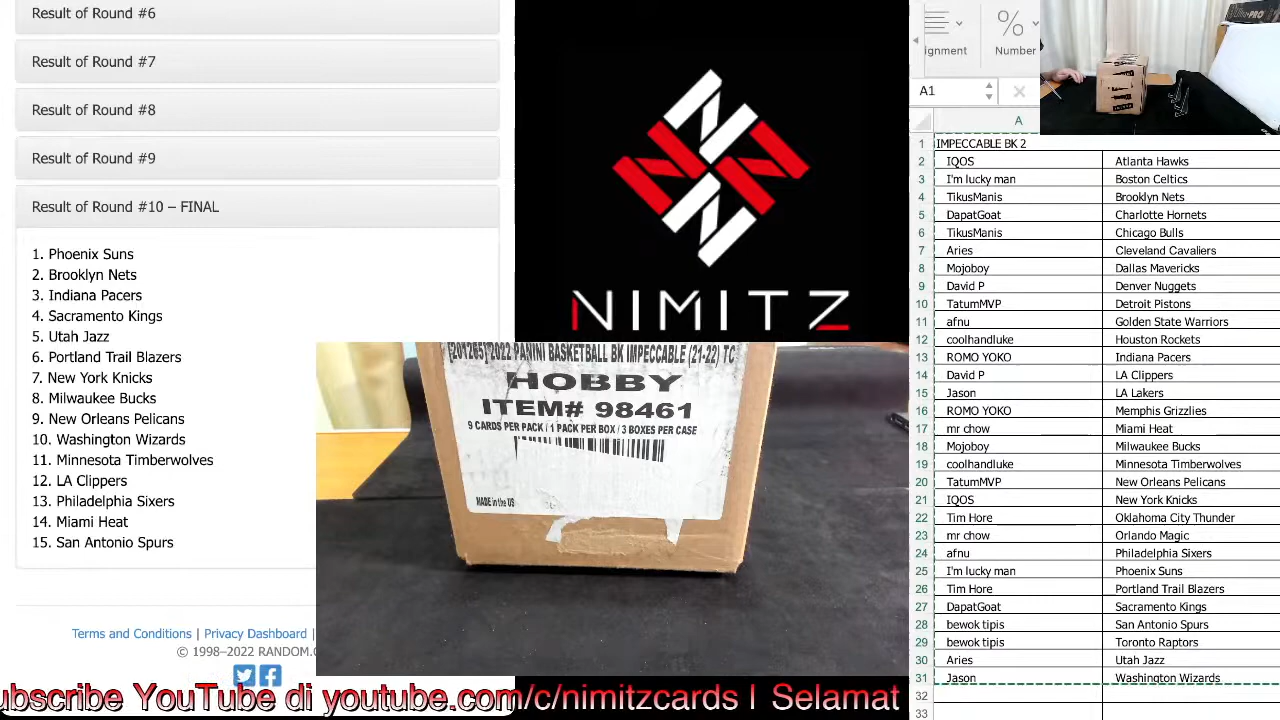 Result of Round #6
Result of Round #7
Result of Round #8
Result of Round #9
Result of Round #10 – FINAL
1. Phoenix Suns
2. Brooklyn Nets
3. Indiana Pacers
4. Sacramento Kings
5. Utah Jazz
6. Portland Trail Blazers
7. New York Knicks
8. Milwaukee Bucks
9. New Orleans Pelicans
10. Washington Wizards
11. Minnesota Timberwolves
12. LA Clippers
13. Philadelphia Sixers
14. Miami Heat
15. San Antonio Spurs
Terms and Conditions | Privacy Dashboard |
© 1998–2022 RANDOM.
NIMITZ
[201265] 2022 PANINI BASKETBALL BK IMPECCABLE (21-22) TC
HOBBY
ITEM# 98461
9 CARDS PER PACK / 1 PACK PER BOX / 3 BOXES PER CASE
MADE in the US
ignment
%
Number
A1
A
1 IMPECCABLE BK 2
2 IQOS Atlanta Hawks
3 I'm lucky man Boston Celtics
4 TikusManis Brooklyn Nets
5 DapatGoat Charlotte Hornets
6 TikusManis Chicago Bulls
7 Aries Cleveland Cavaliers
8 Mojoboy Dallas Mavericks
9 David P Denver Nuggets
10 TatumMVP Detroit Pistons
11 afnu Golden State Warriors
12 coolhandluke Houston Rockets
13 ROMO YOKO Indiana Pacers
14 David P LA Clippers
15 Jason LA Lakers
16 ROMO YOKO Memphis Grizzlies
17 mr chow Miami Heat
18 Mojoboy Milwaukee Bucks
19 coolhandluke Minnesota Timberwolves
20 TatumMVP New Orleans Pelicans
21 IQOS New York Knicks
22 Tim Hore Oklahoma City Thunder
23 mr chow Orlando Magic
24 afnu Philadelphia Sixers
25 I'm lucky man Phoenix Suns
26 Tim Hore Portland Trail Blazers
27 DapatGoat Sacramento Kings
28 bewok tipis San Antonio Spurs
29 bewok tipis Toronto Raptors
30 Aries Utah Jazz
31 Jason Washington Wizards
32
33
ubscribe YouTube di youtube.com/c/nimitzcards I Selamat